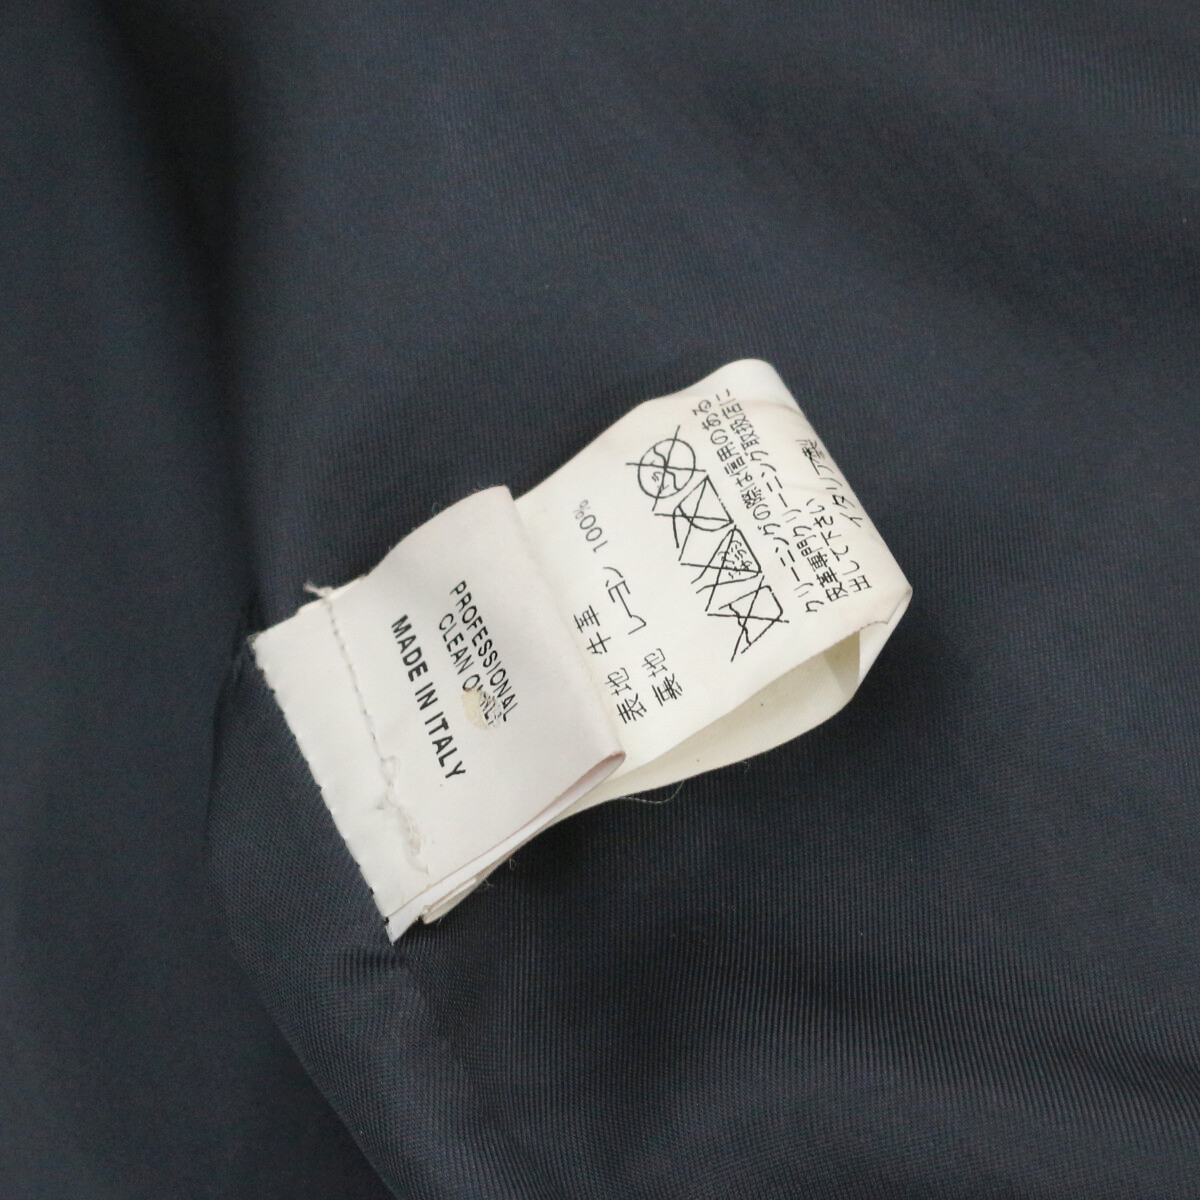 PROFESSIONAL
CLEAN
MADE IN ITALY
表地 牛革
裏地 レーヨン 100%
クリーニングの際は信用のある
皮革専門クリーニング取扱店に
出して下さい
イタリア製